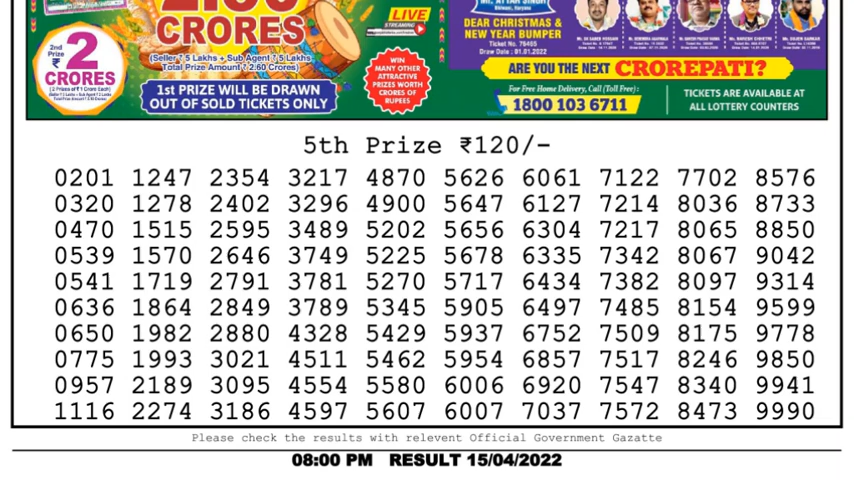 2.60
CRORES
(Seller ₹ 5 Lakhs + Sub Agent ₹ 5 Lakhs
Total Prize Amount ₹ 2.60 Crores)
1st PRIZE WILL BE DRAWN
OUT OF SOLD TICKETS ONLY
2nd
Prize
₹ 2
CRORES
(2 Prizes of ₹ 1 Crore Each)
LIVE
STREAMING
WIN
MANY OTHER
ATTRACTIVE
PRIZES WORTH
CRORES OF
RUPEES
DEAR CHRISTMAS &
NEW YEAR BUMPER
Ticket No. 79405
Draw Date : 01.01.2022
ARE YOU THE NEXT CROREPATI?
For Free Home Delivery, Call (Toll Free) :
1800 103 6711
TICKETS ARE AVAILABLE AT
ALL LOTTERY COUNTERS
5th Prize ₹120/-
0201 1247 2354 3217 4870 5626 6061 7122 7702 8576
0320 1278 2402 3296 4900 5647 6127 7214 8036 8733
0470 1515 2595 3489 5202 5656 6304 7217 8065 8850
0539 1570 2646 3749 5225 5678 6335 7342 8067 9042
0541 1719 2791 3781 5270 5717 6434 7382 8097 9314
0636 1864 2849 3789 5345 5905 6497 7485 8154 9599
0650 1982 2880 4328 5429 5937 6752 7509 8175 9778
0775 1993 3021 4511 5462 5954 6857 7517 8246 9850
0957 2189 3095 4554 5580 6006 6920 7547 8340 9941
1116 2274 3186 4597 5607 6007 7037 7572 8473 9990
Please check the results with relevent Official Government Gazatte
08:00 PM RESULT 15/04/2022